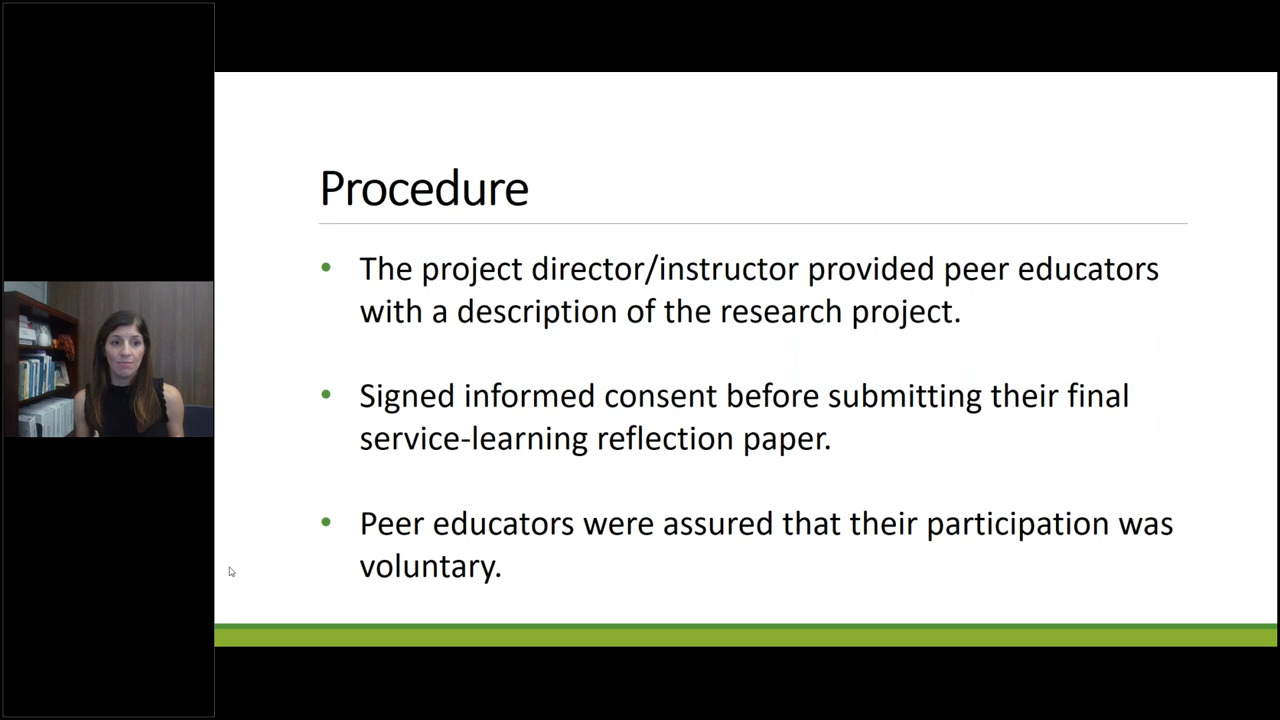 Procedure
• The project director/instructor provided peer educators
with a description of the research project.
• Signed informed consent before submitting their final
service-learning reflection paper.
• Peer educators were assured that their participation was
voluntary.